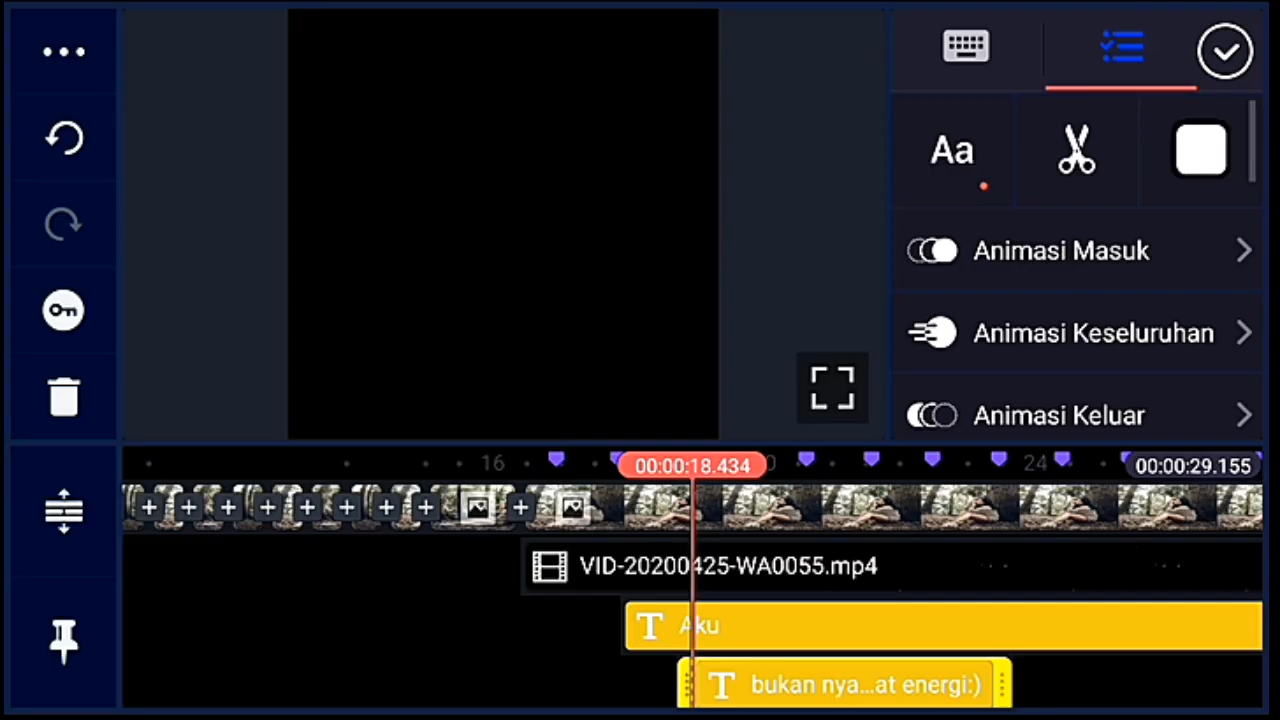 Aa
Animasi Masuk
Animasi Keseluruhan
Animasi Keluar
16
00:00:18.434
24
00:00:29.155
VID-20200425-WA0055.mp4
T Aku
T bukan nya...at energi:)